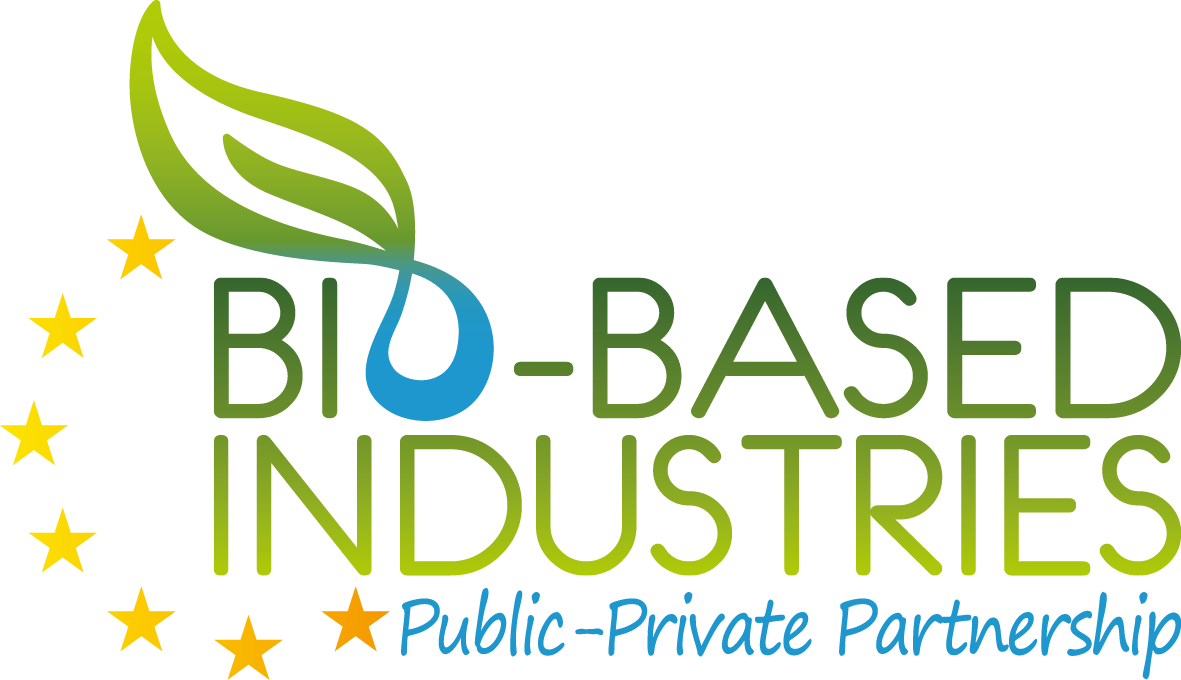 BIO-BASED
INDUSTRIES
Public-Private Partnership